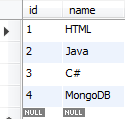 id name
1 HTML
2 Java
3 C#
4 MongoDB
NULL NULL